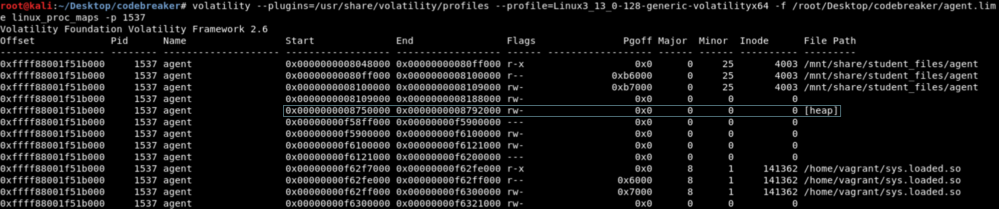 root@kali:~/Desktop/codebreaker# volatility --plugins=/usr/share/volatility/profiles --profile=Linux3_13_0-128-generic-volatilityx64 -f /root/Desktop/codebreaker/agent.lim
e linux_proc_maps -p 1537
Volatility Foundation Volatility Framework 2.6
Offset             Pid      Name                 Start              End                Flags               Pgoff Major  Minor  Inode      File Path
------------------ -------- -------------------- ------------------ ------------------ ------ ------------------ ------ ------ ---------- ---------
0xffff88001f51b000     1537 agent                0x0000000008048000 0x00000000080ff000 r-x                   0x0      0     25       4003 /mnt/share/student_files/agent
0xffff88001f51b000     1537 agent                0x00000000080ff000 0x0000000008100000 r--               0xb6000      0     25       4003 /mnt/share/student_files/agent
0xffff88001f51b000     1537 agent                0x0000000008100000 0x0000000008109000 rw-               0xb7000      0     25       4003 /mnt/share/student_files/agent
0xffff88001f51b000     1537 agent                0x0000000008109000 0x0000000008188000 rw-                   0x0      0      0          0
0xffff88001f51b000     1537 agent                0x0000000008750000 0x0000000008792000 rw-                   0x0      0      0          0 [heap]
0xffff88001f51b000     1537 agent                0x00000000f58ff000 0x00000000f5900000 ---                   0x0      0      0          0
0xffff88001f51b000     1537 agent                0x00000000f5900000 0x00000000f6100000 rw-                   0x0      0      0          0
0xffff88001f51b000     1537 agent                0x00000000f6100000 0x00000000f6121000 rw-                   0x0      0      0          0
0xffff88001f51b000     1537 agent                0x00000000f6121000 0x00000000f6200000 ---                   0x0      0      0          0
0xffff88001f51b000     1537 agent                0x00000000f62f7000 0x00000000f62fe000 r-x                   0x0      8      1     141362 /home/vagrant/sys.loaded.so
0xffff88001f51b000     1537 agent                0x00000000f62fe000 0x00000000f62ff000 r--                0x6000      8      1     141362 /home/vagrant/sys.loaded.so
0xffff88001f51b000     1537 agent                0x00000000f62ff000 0x00000000f6300000 rw-                0x7000      8      1     141362 /home/vagrant/sys.loaded.so
0xffff88001f51b000     1537 agent                0x00000000f6300000 0x00000000f6321000 rw-                   0x0      0      0          0